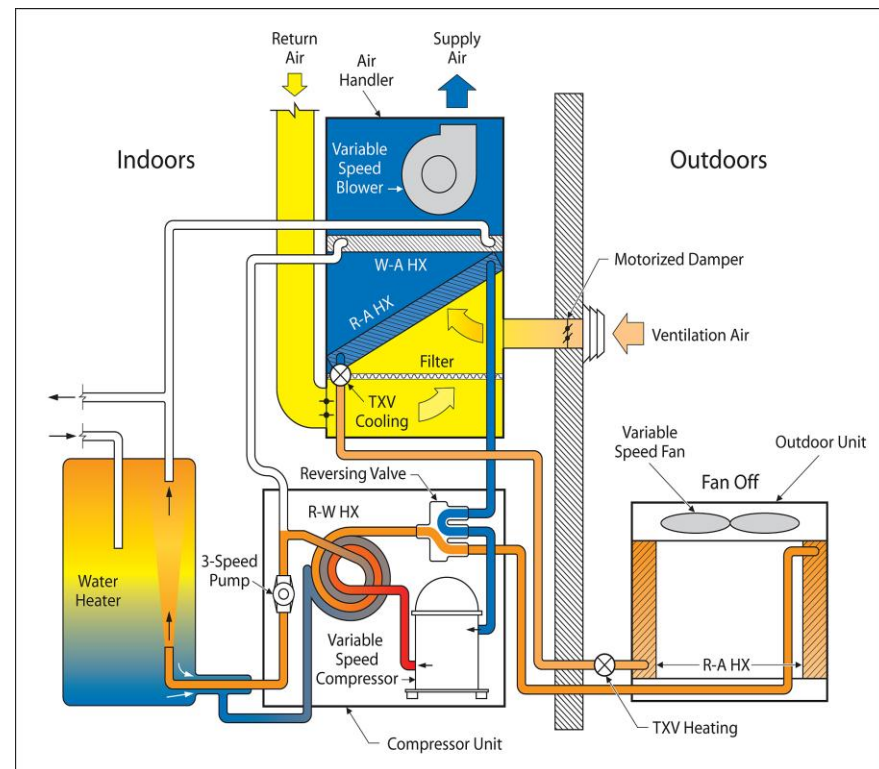 Return
Air
Supply
Air
Air
Handler
Indoors
Variable
Speed
Blower
Outdoors
W-A HX
Motorized Damper
R-A HX
Ventilation Air
Filter
TXV
Cooling
Variable
Speed Fan
Outdoor Unit
Fan Off
Reversing Valve
R-W HX
3-Speed
Pump
Water
Heater
Variable
Speed
Compressor
R-A HX
TXV Heating
Compressor Unit